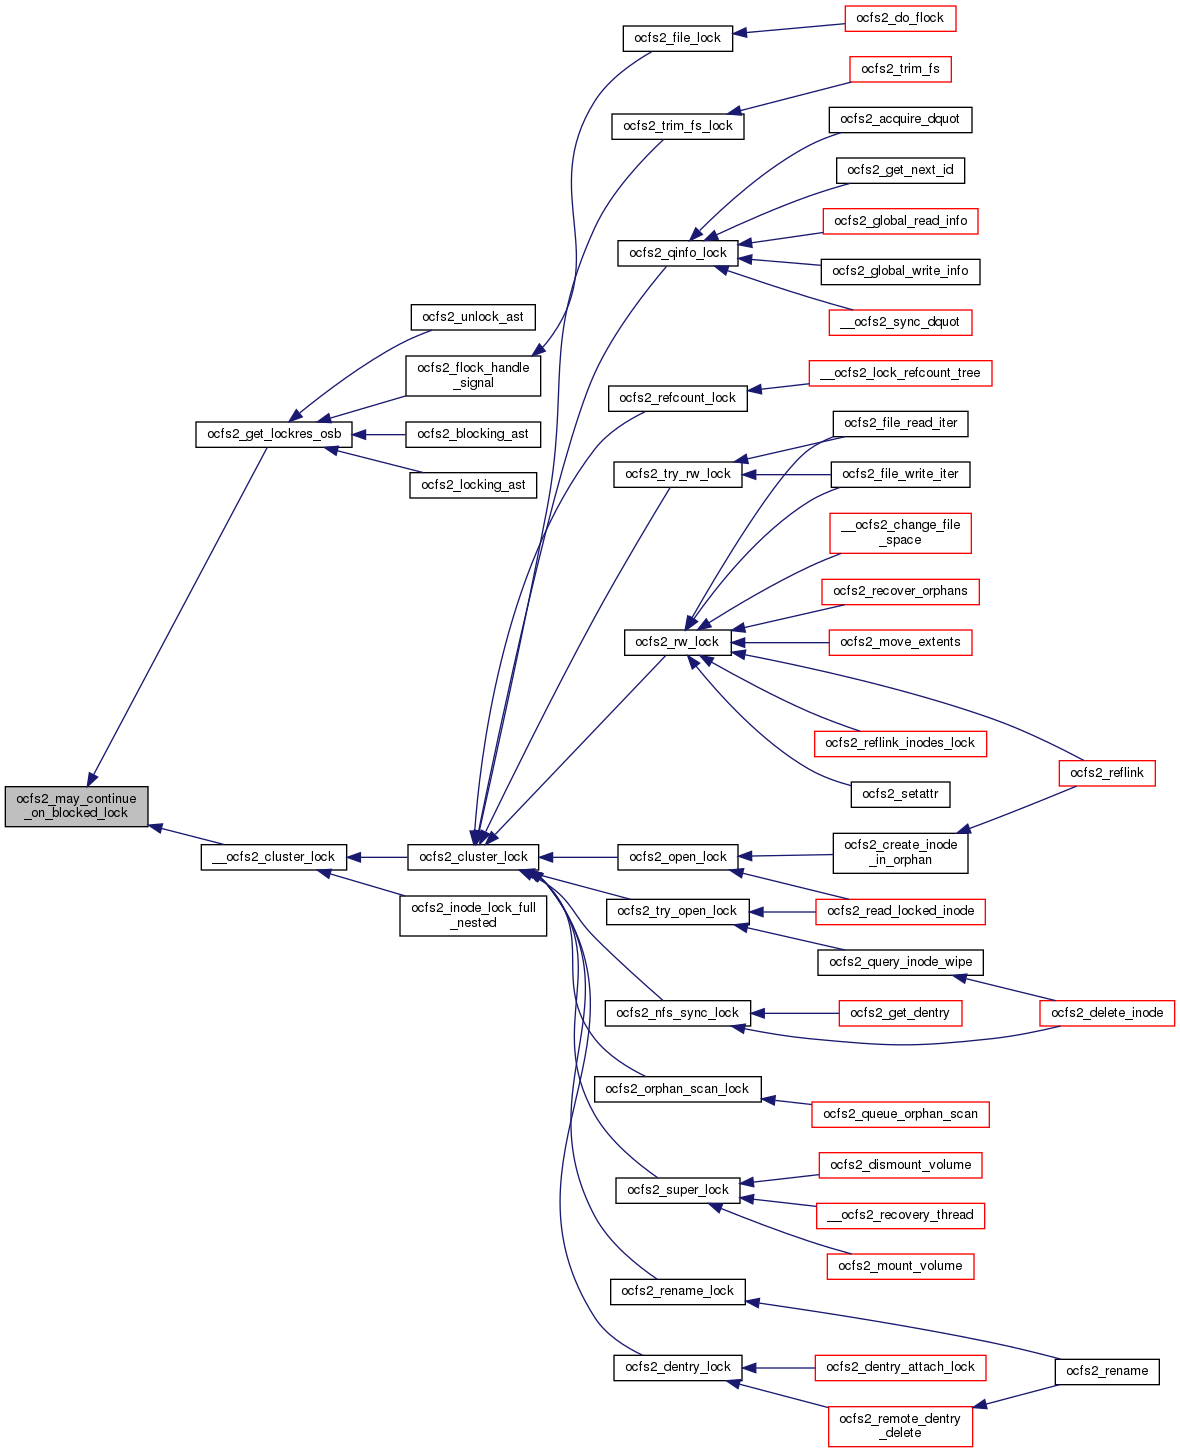 ocfs2_do_flock
ocfs2_file_lock
ocfs2_trim_fs
ocfs2_trim_fs_lock
ocfs2_acquire_dquot
ocfs2_get_next_id
ocfs2_global_read_info
ocfs2_qinfo_lock
ocfs2_global_write_info
__ocfs2_sync_dquot
ocfs2_unlock_ast
ocfs2_flock_handle
_signal
ocfs2_get_lockres_osb
ocfs2_blocking_ast
ocfs2_locking_ast
__ocfs2_lock_refcount_tree
ocfs2_refcount_lock
ocfs2_file_read_iter
ocfs2_try_rw_lock
ocfs2_file_write_iter
__ocfs2_change_file
_space
ocfs2_recover_orphans
ocfs2_rw_lock
ocfs2_move_extents
ocfs2_reflink_inodes_lock
ocfs2_reflink
ocfs2_setattr
ocfs2_may_continue
_on_blocked_lock
__ocfs2_cluster_lock
ocfs2_cluster_lock
ocfs2_open_lock
ocfs2_create_inode
_in_orphan
ocfs2_inode_lock_full
_nested
ocfs2_try_open_lock
ocfs2_read_locked_inode
ocfs2_query_inode_wipe
ocfs2_nfs_sync_lock
ocfs2_get_dentry
ocfs2_delete_inode
ocfs2_orphan_scan_lock
ocfs2_queue_orphan_scan
ocfs2_dismount_volume
ocfs2_super_lock
__ocfs2_recovery_thread
ocfs2_mount_volume
ocfs2_rename_lock
ocfs2_dentry_lock
ocfs2_dentry_attach_lock
ocfs2_rename
ocfs2_remote_dentry
_delete